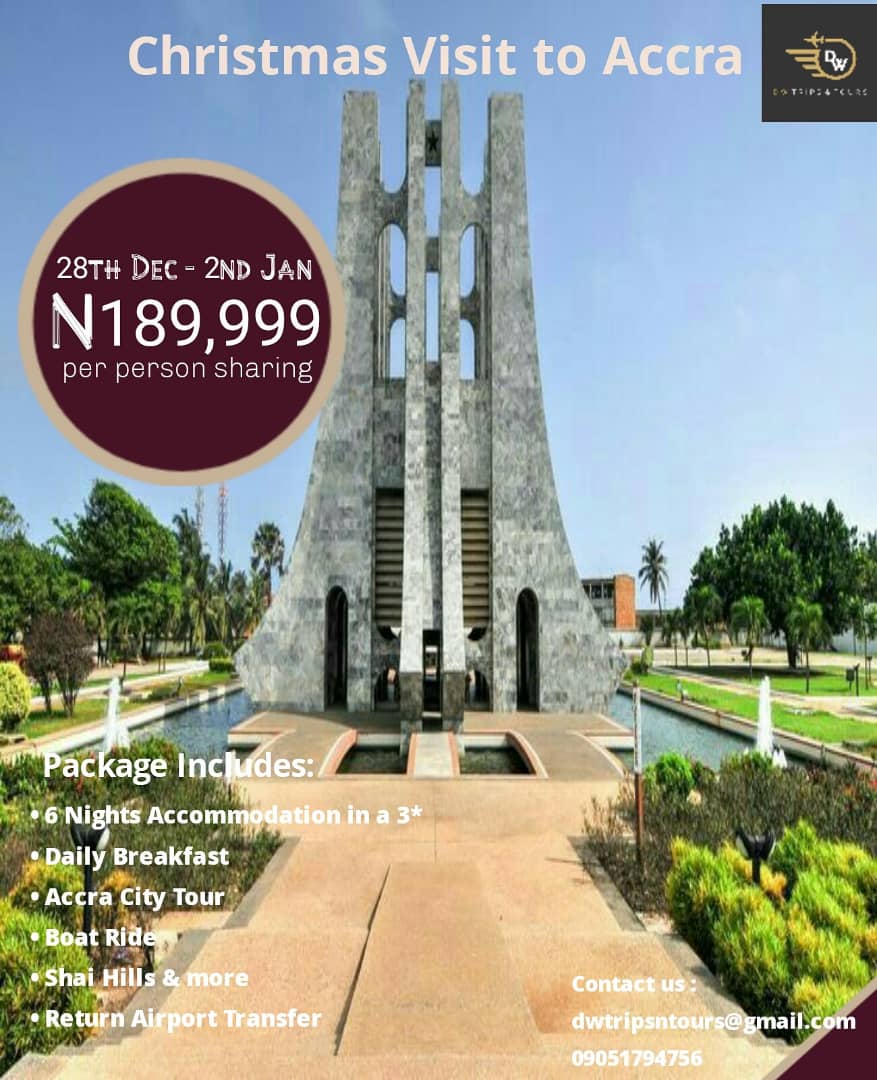 Christmas Visit to Accra
DW
DW TRIPS & TOURS
28TH DEC - 2ND JAN
₦189,999
per person sharing
Package Includes:
• 6 Nights Accommodation in a 3*
• Daily Breakfast
• Accra City Tour
• Boat Ride
• Shai Hills & more
• Return Airport Transfer
Contact us :
dwtripsntours@gmail.com
09051794756